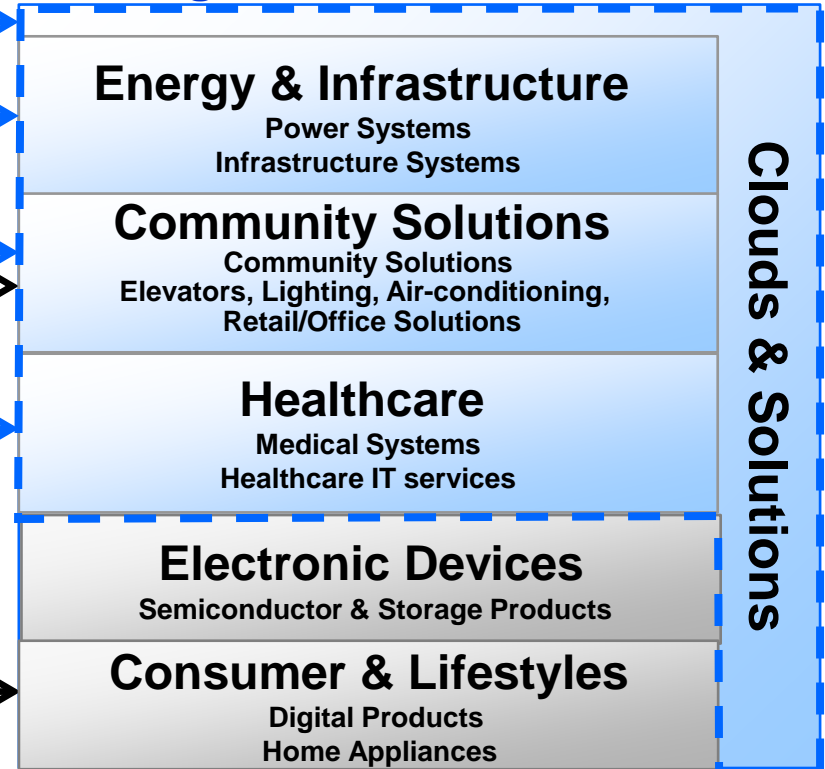 Energy & Infrastructure
Power Systems
Infrastructure Systems
Community Solutions
Community Solutions
Elevators, Lighting, Air-conditioning,
Retail/Office Solutions
Healthcare
Medical Systems
Healthcare IT services
Electronic Devices
Semiconductor & Storage Products
Consumer & Lifestyles
Digital Products
Home Appliances
Clouds & Solutions